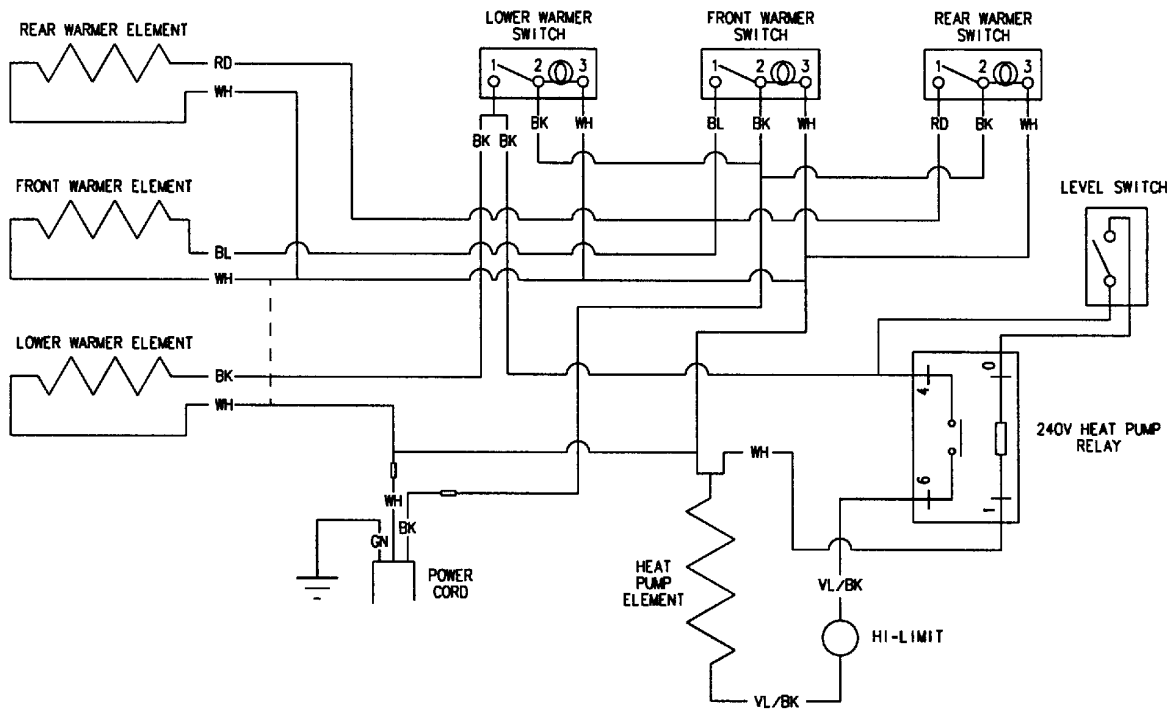 LOWER WARMER
SWITCH
FRONT WARMER
SWITCH
REAR WARMER
SWITCH
REAR WARMER ELEMENT
RD
WH
1 2 3
1 2 3
1 2 3
BK WH
BL BK WH
RD BK WH
BK BK
FRONT WARMER ELEMENT
BL
WH
LEVEL SWITCH
LOWER WARMER ELEMENT
BK
WH
4
0
6
1
240V HEAT PUMP
RELAY
WH
WH
BK
GN
POWER
CORD
HEAT
PUMP
ELEMENT
VL/BK
HI-LIMIT
VL/BK